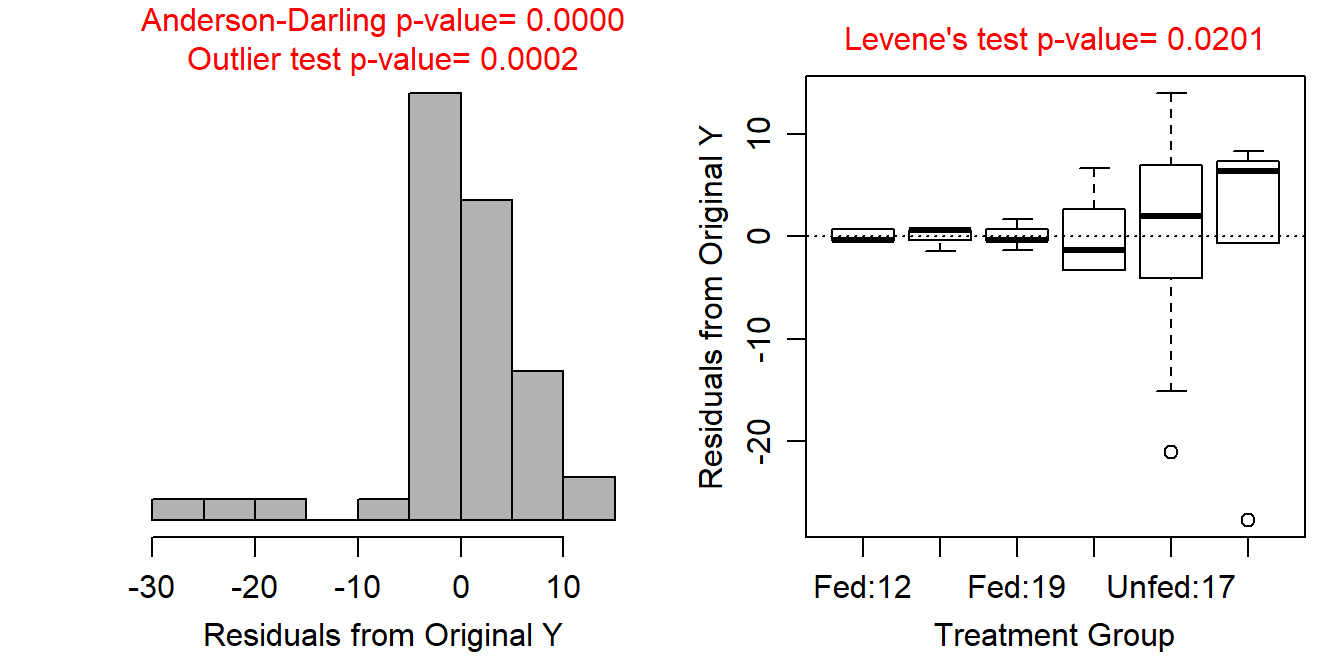 Anderson-Darling p-value= 0.0000
Outlier test p-value= 0.0002
-30 -20 -10 0 10
Residuals from Original Y
Levene's test p-value= 0.0201
Residuals from Original Y
10
0
-10
-20
Fed:12 Fed:19 Unfed:17
Treatment Group